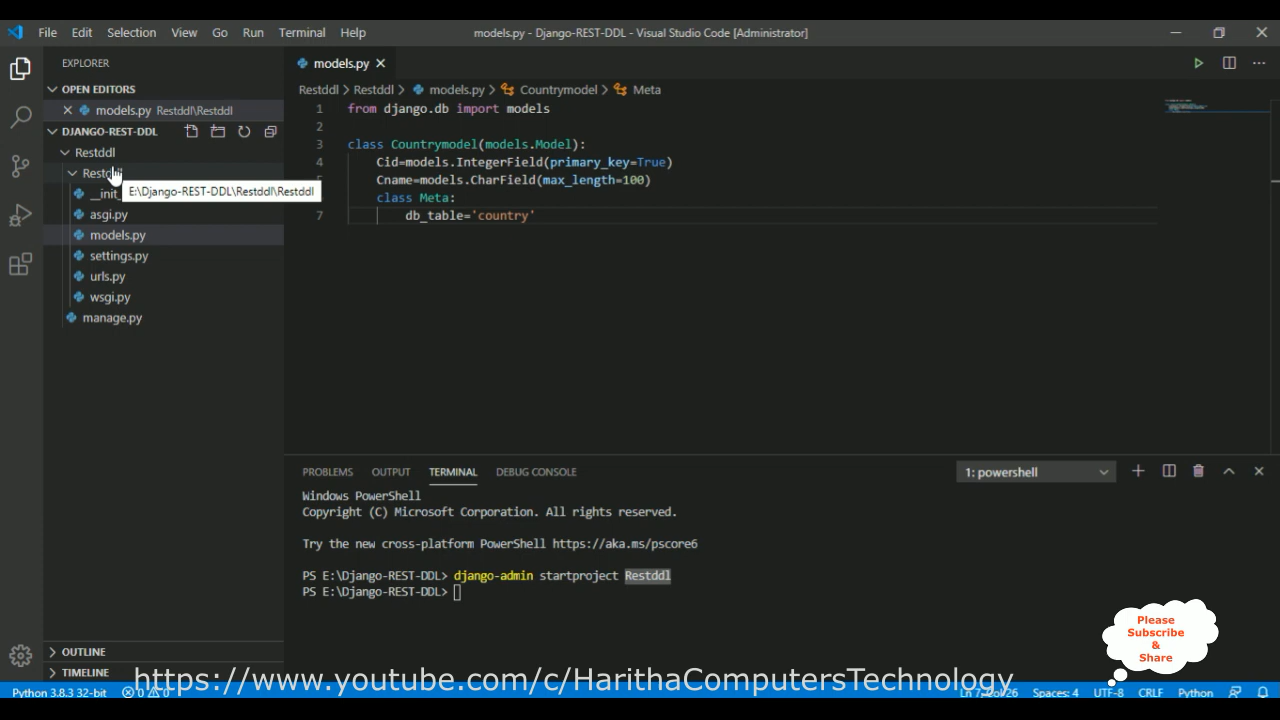 File Edit Selection View Go Run Terminal Help
models.py - Django-REST-DDL - Visual Studio Code [Administrator]
EXPLORER
OPEN EDITORS
models.py Restddl\Restddl
DJANGO-REST-DDL
Restddl
E:\Django-REST-DDL\Restddl\Restddl
asgi.py
models.py
settings.py
urls.py
wsgi.py
manage.py
OUTLINE
TIMELINE
models.py
Restddl > Restddl > models.py > Countrymodel > Meta
1 from django.db import models
2
3 class Countrymodel(models.Model):
4 Cid=models.IntegerField(primary_key=True)
Cname=models.CharField(max_length=100)
6 class Meta:
7 db_table='country'
PROBLEMS OUTPUT TERMINAL DEBUG CONSOLE
1: powershell
Windows PowerShell
Copyright (C) Microsoft Corporation. All rights reserved.
Try the new cross-platform PowerShell https://aka.ms/pscore6
PS E:\Django-REST-DDL> django-admin startproject Restddl
PS E:\Django-REST-DDL>
Please
Subscribe
&
Share
https://www.youtube.com/c/HarithaComputersTechnology
Python 3.8.3 32-bit 0 0
Spaces: 4 UTF-8 CRLF Python